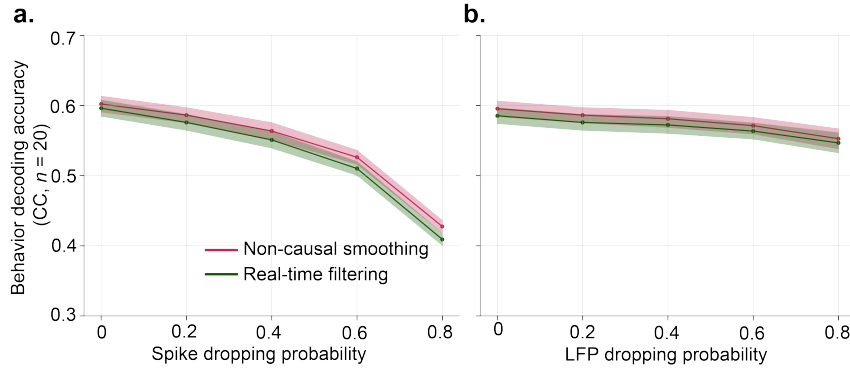 a.
b.
Behavior decoding accuracy
(CC, n = 20)
0.7
0.6
0.5
0.4
0.3
Non-causal smoothing
Real-time filtering
0 0.2 0.4 0.6 0.8
Spike dropping probability
0 0.2 0.4 0.6 0.8
LFP dropping probability